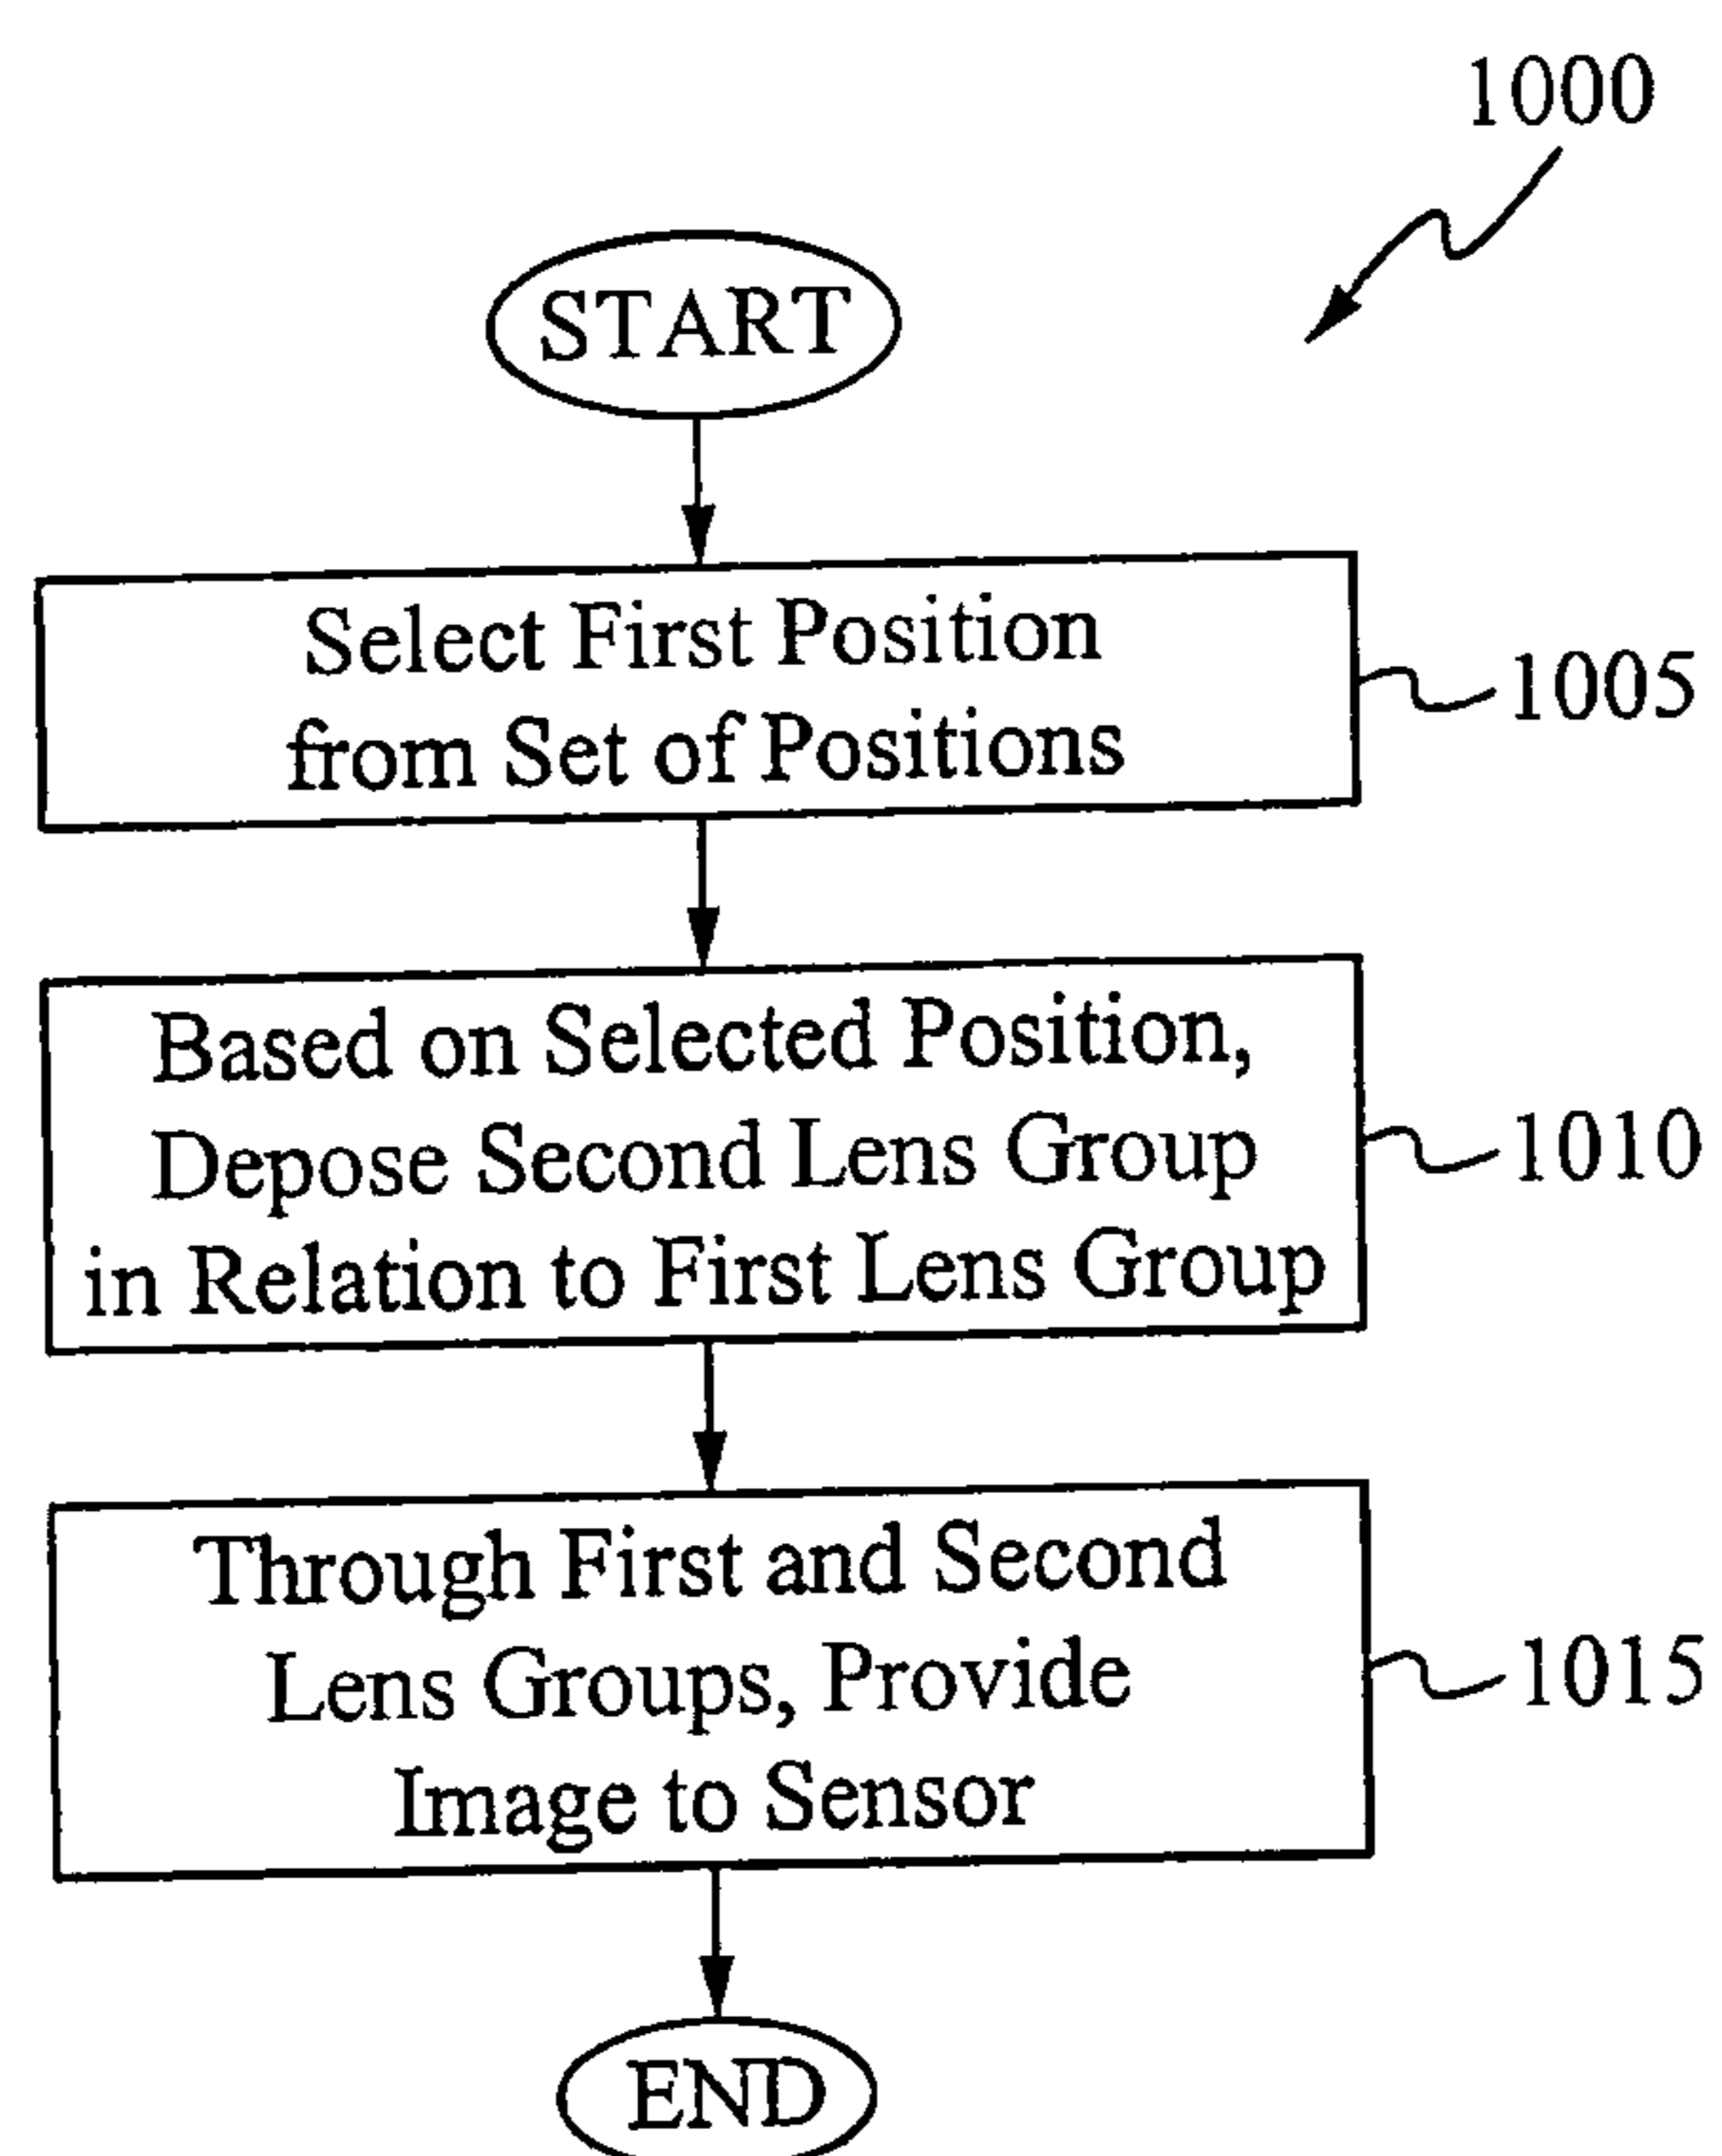 1000
START
Select First Position
from Set of Positions
1005
Based on Selected Position,
Depose Second Lens Group
in Relation to First Lens Group
1010
Through First and Second
Lens Groups, Provide
Image to Sensor
1015
END